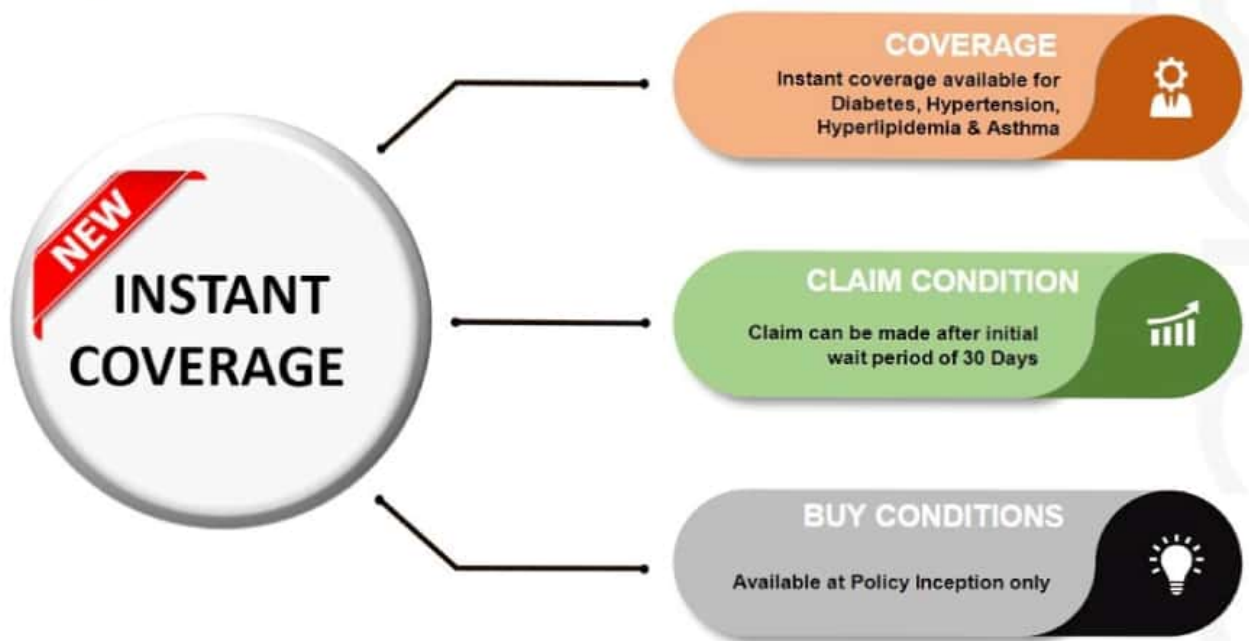 NEW
INSTANT
COVERAGE
COVERAGE
Instant coverage available for
Diabetes, Hypertension,
Hyperlipidemia & Asthma
CLAIM CONDITION
Claim can be made after initial
wait period of 30 Days
BUY CONDITIONS
Available at Policy Inception only